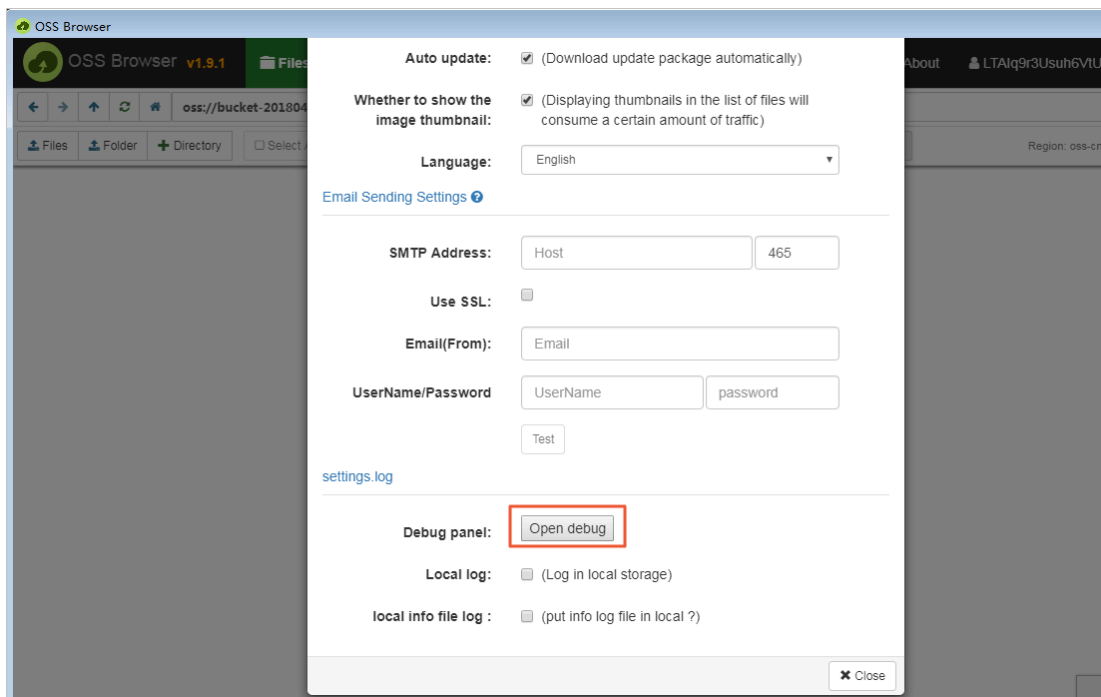 OSS Browser
OSS Browser v1.9.1
Files
About
LTAIq9r3Usuh6VtU
oss://bucket-201804
Files
Folder
Directory
Select
Region: oss-cn
Auto update: (Download update package automatically)
Whether to show the (Displaying thumbnails in the list of files will
image thumbnail: consume a certain amount of traffic)
Language: English
Email Sending Settings
SMTP Address: Host 465
Use SSL:
Email(From): Email
UserName/Password UserName password
Test
settings.log
Debug panel: Open debug
Local log: (Log in local storage)
local info file log : (put info log file in local ?)
Close